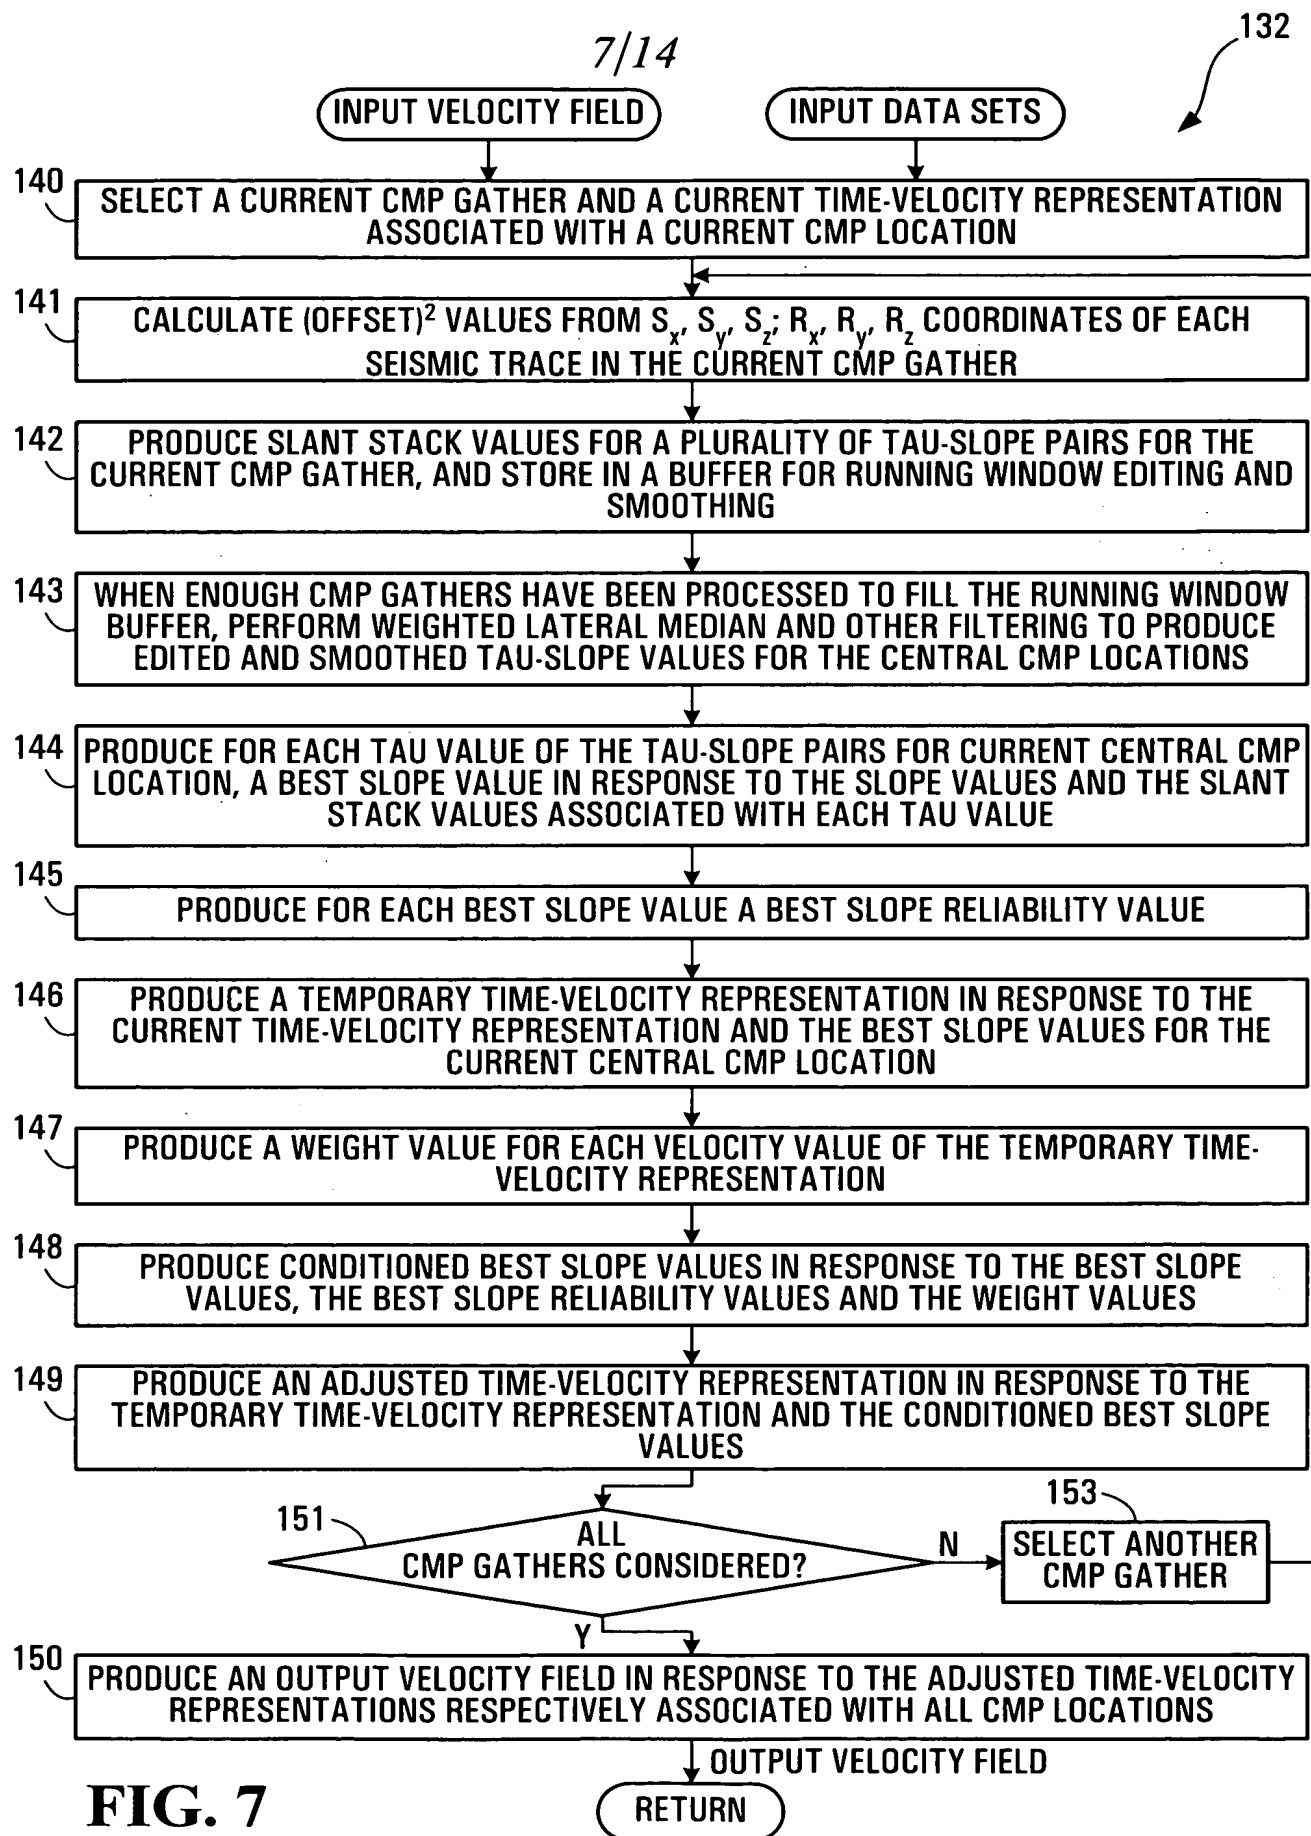 7/14
132
INPUT VELOCITY FIELD
INPUT DATA SETS
140
SELECT A CURRENT CMP GATHER AND A CURRENT TIME-VELOCITY REPRESENTATION
ASSOCIATED WITH A CURRENT CMP LOCATION
141
CALCULATE (OFFSET)² VALUES FROM Sx, Sy, Sz; Rx, Ry, Rz COORDINATES OF EACH
SEISMIC TRACE IN THE CURRENT CMP GATHER
142
PRODUCE SLANT STACK VALUES FOR A PLURALITY OF TAU-SLOPE PAIRS FOR THE
CURRENT CMP GATHER, AND STORE IN A BUFFER FOR RUNNING WINDOW EDITING AND
SMOOTHING
143
WHEN ENOUGH CMP GATHERS HAVE BEEN PROCESSED TO FILL THE RUNNING WINDOW
BUFFER, PERFORM WEIGHTED LATERAL MEDIAN AND OTHER FILTERING TO PRODUCE
EDITED AND SMOOTHED TAU-SLOPE VALUES FOR THE CENTRAL CMP LOCATIONS
144
PRODUCE FOR EACH TAU VALUE OF THE TAU-SLOPE PAIRS FOR CURRENT CENTRAL CMP
LOCATION, A BEST SLOPE VALUE IN RESPONSE TO THE SLOPE VALUES AND THE SLANT
STACK VALUES ASSOCIATED WITH EACH TAU VALUE
145
PRODUCE FOR EACH BEST SLOPE VALUE A BEST SLOPE RELIABILITY VALUE
146
PRODUCE A TEMPORARY TIME-VELOCITY REPRESENTATION IN RESPONSE TO THE
CURRENT TIME-VELOCITY REPRESENTATION AND THE BEST SLOPE VALUES FOR THE
CURRENT CENTRAL CMP LOCATION
147
PRODUCE A WEIGHT VALUE FOR EACH VELOCITY VALUE OF THE TEMPORARY TIME-
VELOCITY REPRESENTATION
148
PRODUCE CONDITIONED BEST SLOPE VALUES IN RESPONSE TO THE BEST SLOPE
VALUES, THE BEST SLOPE RELIABILITY VALUES AND THE WEIGHT VALUES
149
PRODUCE AN ADJUSTED TIME-VELOCITY REPRESENTATION IN RESPONSE TO THE
TEMPORARY TIME-VELOCITY REPRESENTATION AND THE CONDITIONED BEST SLOPE
VALUES
151
ALL
CMP GATHERS CONSIDERED?
N
153
SELECT ANOTHER
CMP GATHER
Y
150
PRODUCE AN OUTPUT VELOCITY FIELD IN RESPONSE TO THE ADJUSTED TIME-VELOCITY
REPRESENTATIONS RESPECTIVELY ASSOCIATED WITH ALL CMP LOCATIONS
OUTPUT VELOCITY FIELD
RETURN
FIG. 7